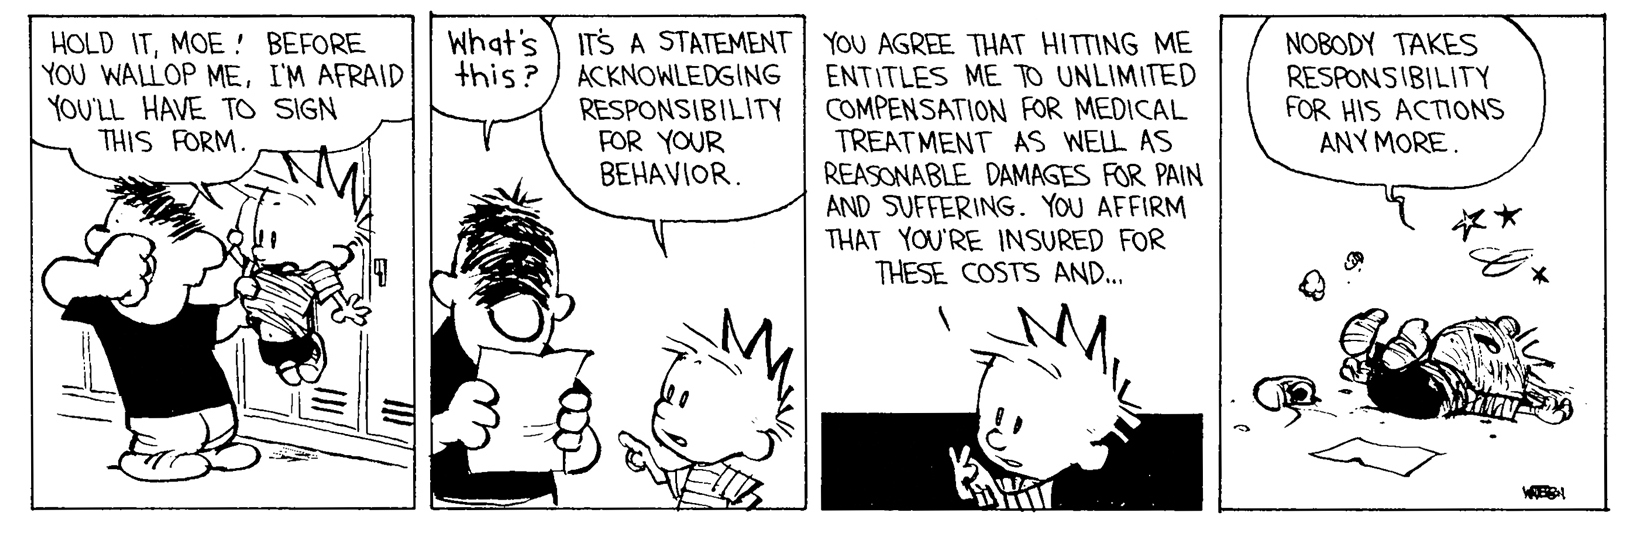 HOLD IT, MOE! BEFORE
YOU WALLOP ME, I'M AFRAID
YOU'LL HAVE TO SIGN
THIS FORM.
What's
this?
IT'S A STATEMENT
ACKNOWLEDGING
RESPONSIBILITY
FOR YOUR
BEHAVIOR.
YOU AGREE THAT HITTING ME
ENTITLES ME TO UNLIMITED
COMPENSATION FOR MEDICAL
TREATMENT AS WELL AS
REASONABLE DAMAGES FOR PAIN
AND SUFFERING. YOU AFFIRM
THAT YOU'RE INSURED FOR
THESE COSTS AND...
NOBODY TAKES
RESPONSIBILITY
FOR HIS ACTIONS
ANYMORE.
WATTERSON